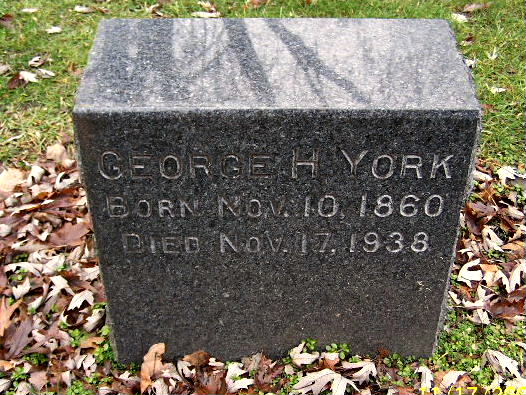 GEORGE H. YORK
BORN NOV. 10, 1860
DIED NOV. 17, 1938